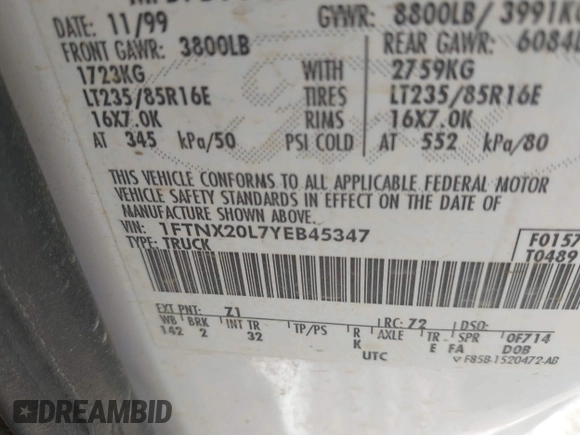 DATE: 11/99 GVWR: 8800LB/ 3991K
FRONT GAWR: 3800LB REAR GAWR: 6084
1723KG WITH 2759KG
LT235/85R16E TIRES LT235/85R16E
16X7.0K RIMS 16X7.0K
AT 345 kPa/50 PSI COLD AT 552 kPa/80
THIS VEHICLE CONFORMS TO ALL APPLICABLE FEDERAL MOTOR
VEHICLE SAFETY STANDARDS IN EFFECT ON THE DATE OF
MANUFACTURE SHOWN ABOVE.
VIN: 1FTNX20L7YEB45347
TYPE: TRUCK
F0157
T0489
EXT PNT: Z1 RC: 72 DSO:
WB BRK INT TR TP/PS R AXLE TR SPR 0F714
142 2 32 K E FA DOB
UTC
F85B-1520472-AB
DREAMBID